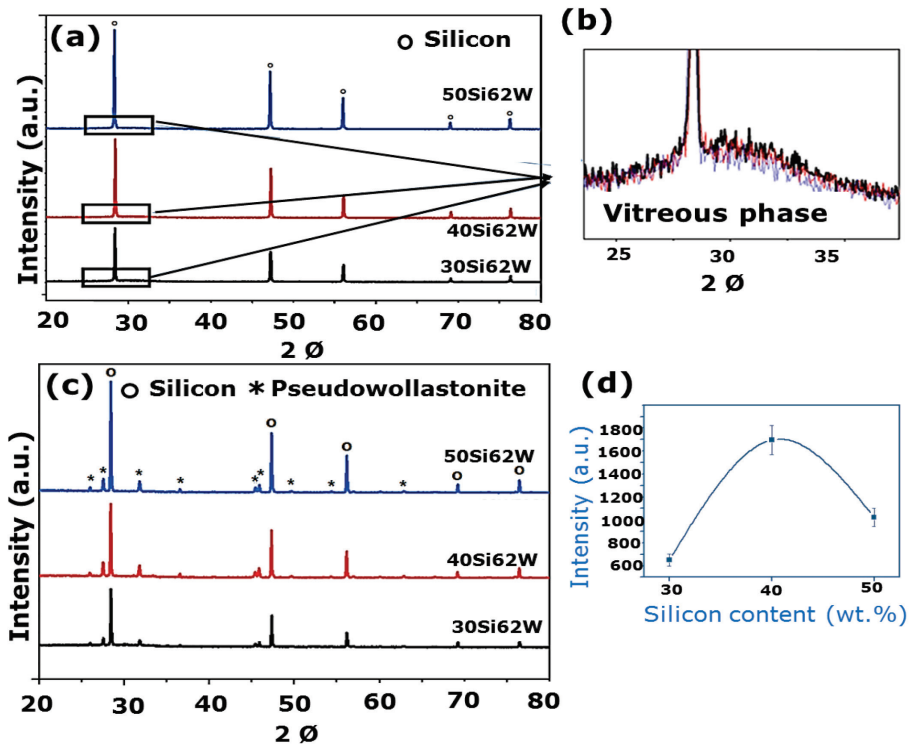 (a)
o Silicon
50Si62W
40Si62W
30Si62W
Intensity (a.u.)
20 30 40 50 60 70 80
2 Ø
(b)
Vitreous phase
25 30 35
2 Ø
(c)
o Silicon * Pseudowollastonite
50Si62W
40Si62W
30Si62W
Intensity (a.u.)
20 30 40 50 60 70 80
2 Ø
(d)
1800
1600
1400
1200
1000
800
600
Intensity (a.u.)
30 40 50
Silicon content (wt.%)